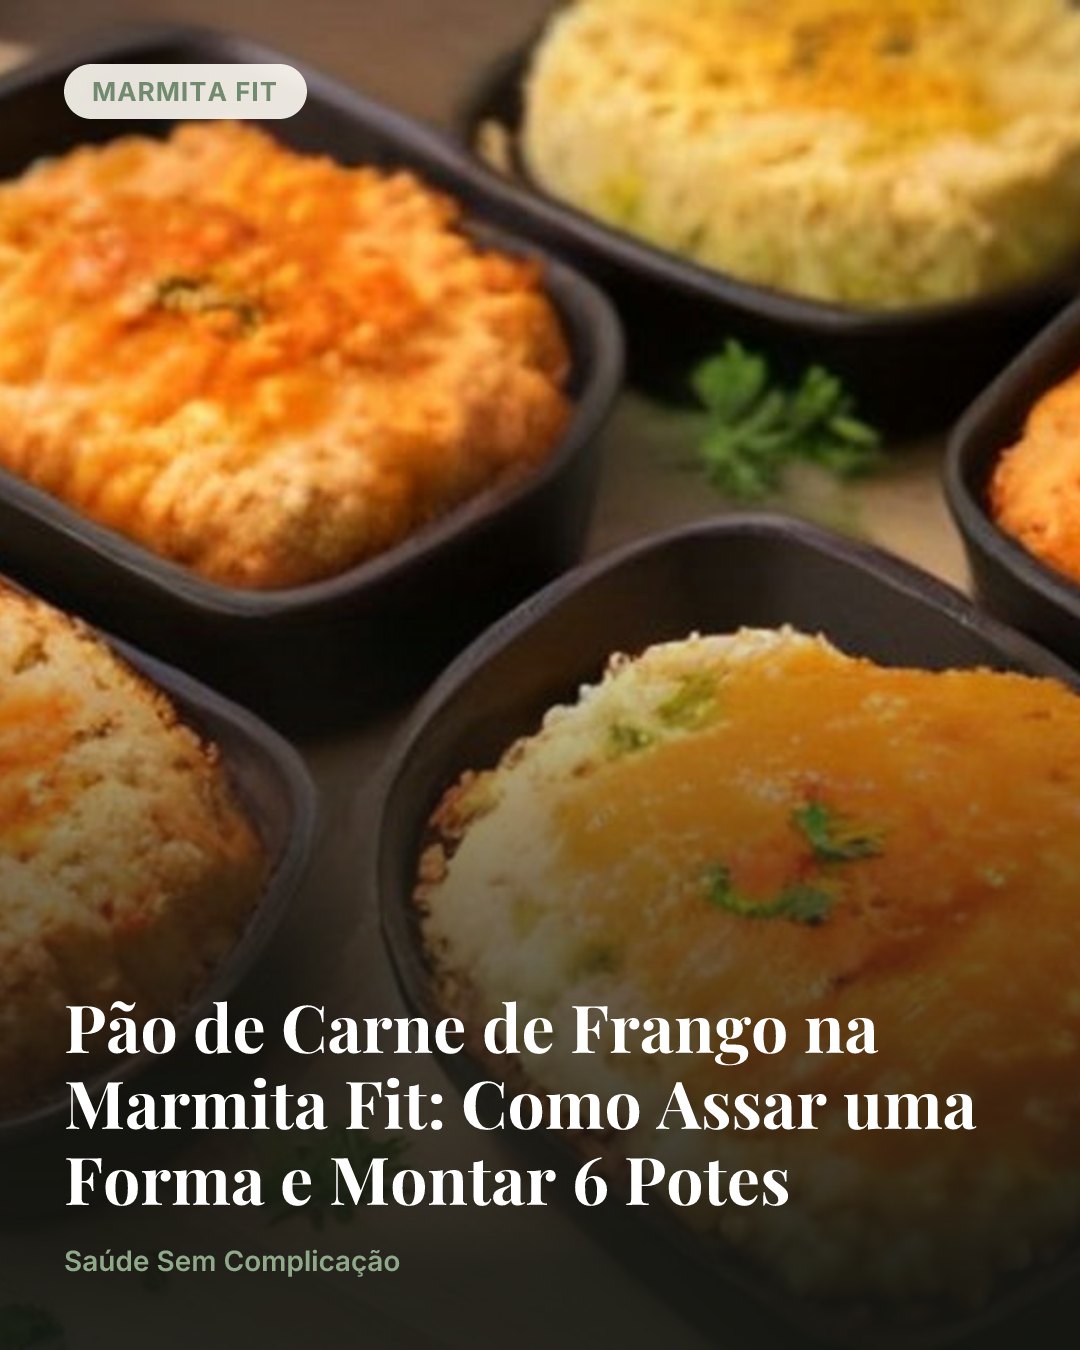 MARMITA FIT
Pão de Carne de Frango na
Marmita Fit: Como Assar uma
Forma e Montar 6 Potes
Saúde Sem Complicação